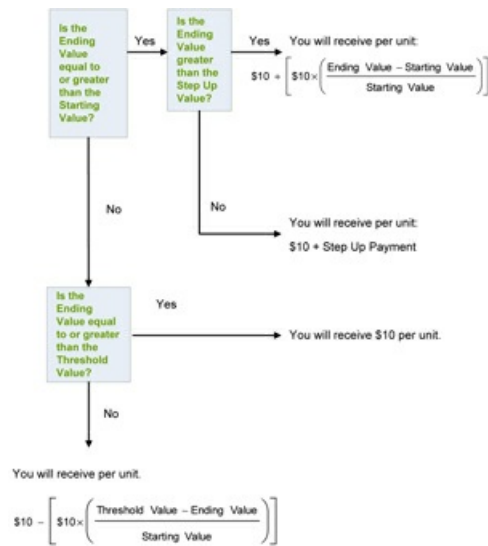 Is the
Ending
Value
equal to
or greater
than the
Starting
Value?
Yes
Is the
Ending
Value
greater
than the
Step Up
Value?
Yes
You will receive per unit:
$10 + [$10×(Ending Value – Starting Value / Starting Value)]
No
No
You will receive per unit:
$10 + Step Up Payment
Is the
Ending
Value equal
to or greater
than the
Threshold
Value?
Yes
You will receive $10 per unit.
No
You will receive per unit.
$10 – [$10×(Threshold Value – Ending Value / Starting Value)]